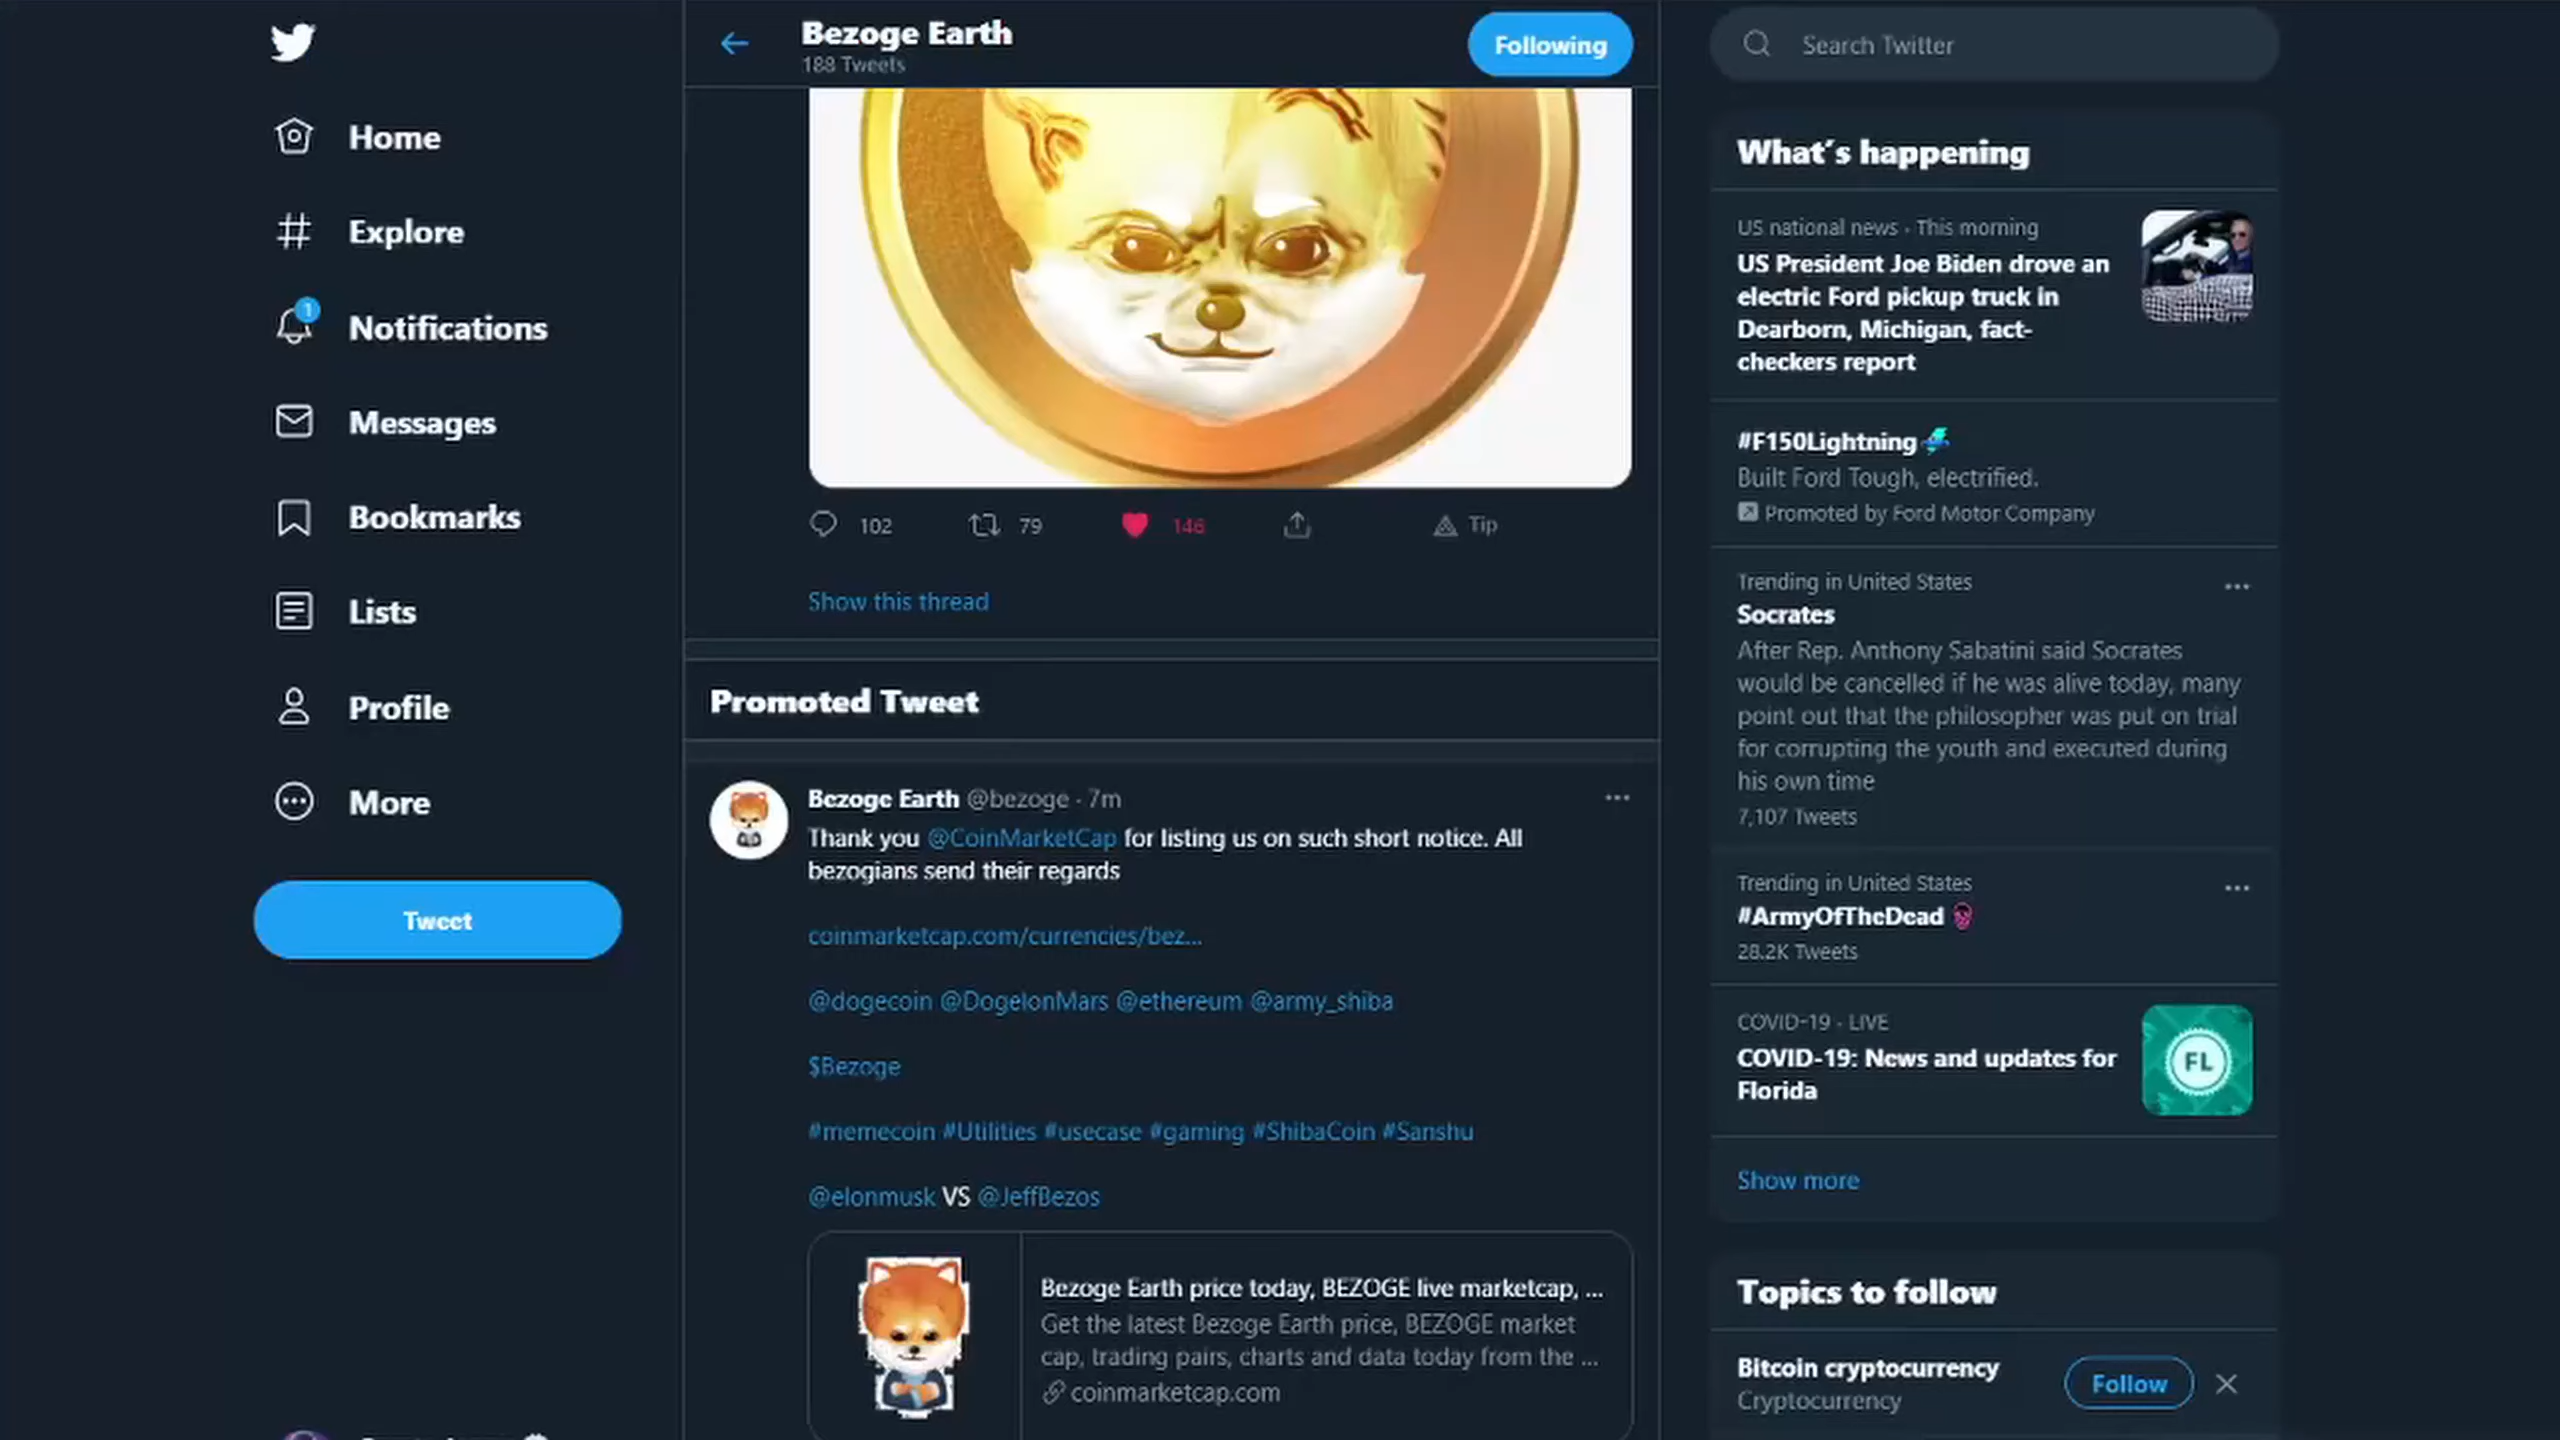 Home
Explore
1
Notifications
Messages
Bookmarks
Lists
Profile
More
Tweet
Bezoge Earth
188 Tweets
Following
102
79
146
Tip
Show this thread
Promoted Tweet
Bezoge Earth @bezoge · 7m
Thank you @CoinMarketCap for listing us on such short notice. All
bezogians send their regards
coinmarketcap.com/currencies/bez...
@dogecoin @DogelonMars @ethereum @army_shiba
$Bezoge
#memecoin #Utilities #usecase #gaming #ShibaCoin #Sanshu
@elonmusk VS @JeffBezos
Bezoge Earth price today, BEZOGE live marketcap, ...
Get the latest Bezoge Earth price, BEZOGE market
cap, trading pairs, charts and data today from the ...
coinmarketcap.com
Search Twitter
What's happening
US national news · This morning
US President Joe Biden drove an
electric Ford pickup truck in
Dearborn, Michigan, fact-
checkers report
#F150Lightning
Built Ford Tough, electrified.
Promoted by Ford Motor Company
Trending in United States
Socrates
After Rep. Anthony Sabatini said Socrates
would be cancelled if he was alive today, many
point out that the philosopher was put on trial
for corrupting the youth and executed during
his own time
7,107 Tweets
Trending in United States
#ArmyOfTheDead
28.2K Tweets
COVID-19 · LIVE
COVID-19: News and updates for
Florida
FL
Show more
Topics to follow
Bitcoin cryptocurrency
Cryptocurrency
Follow